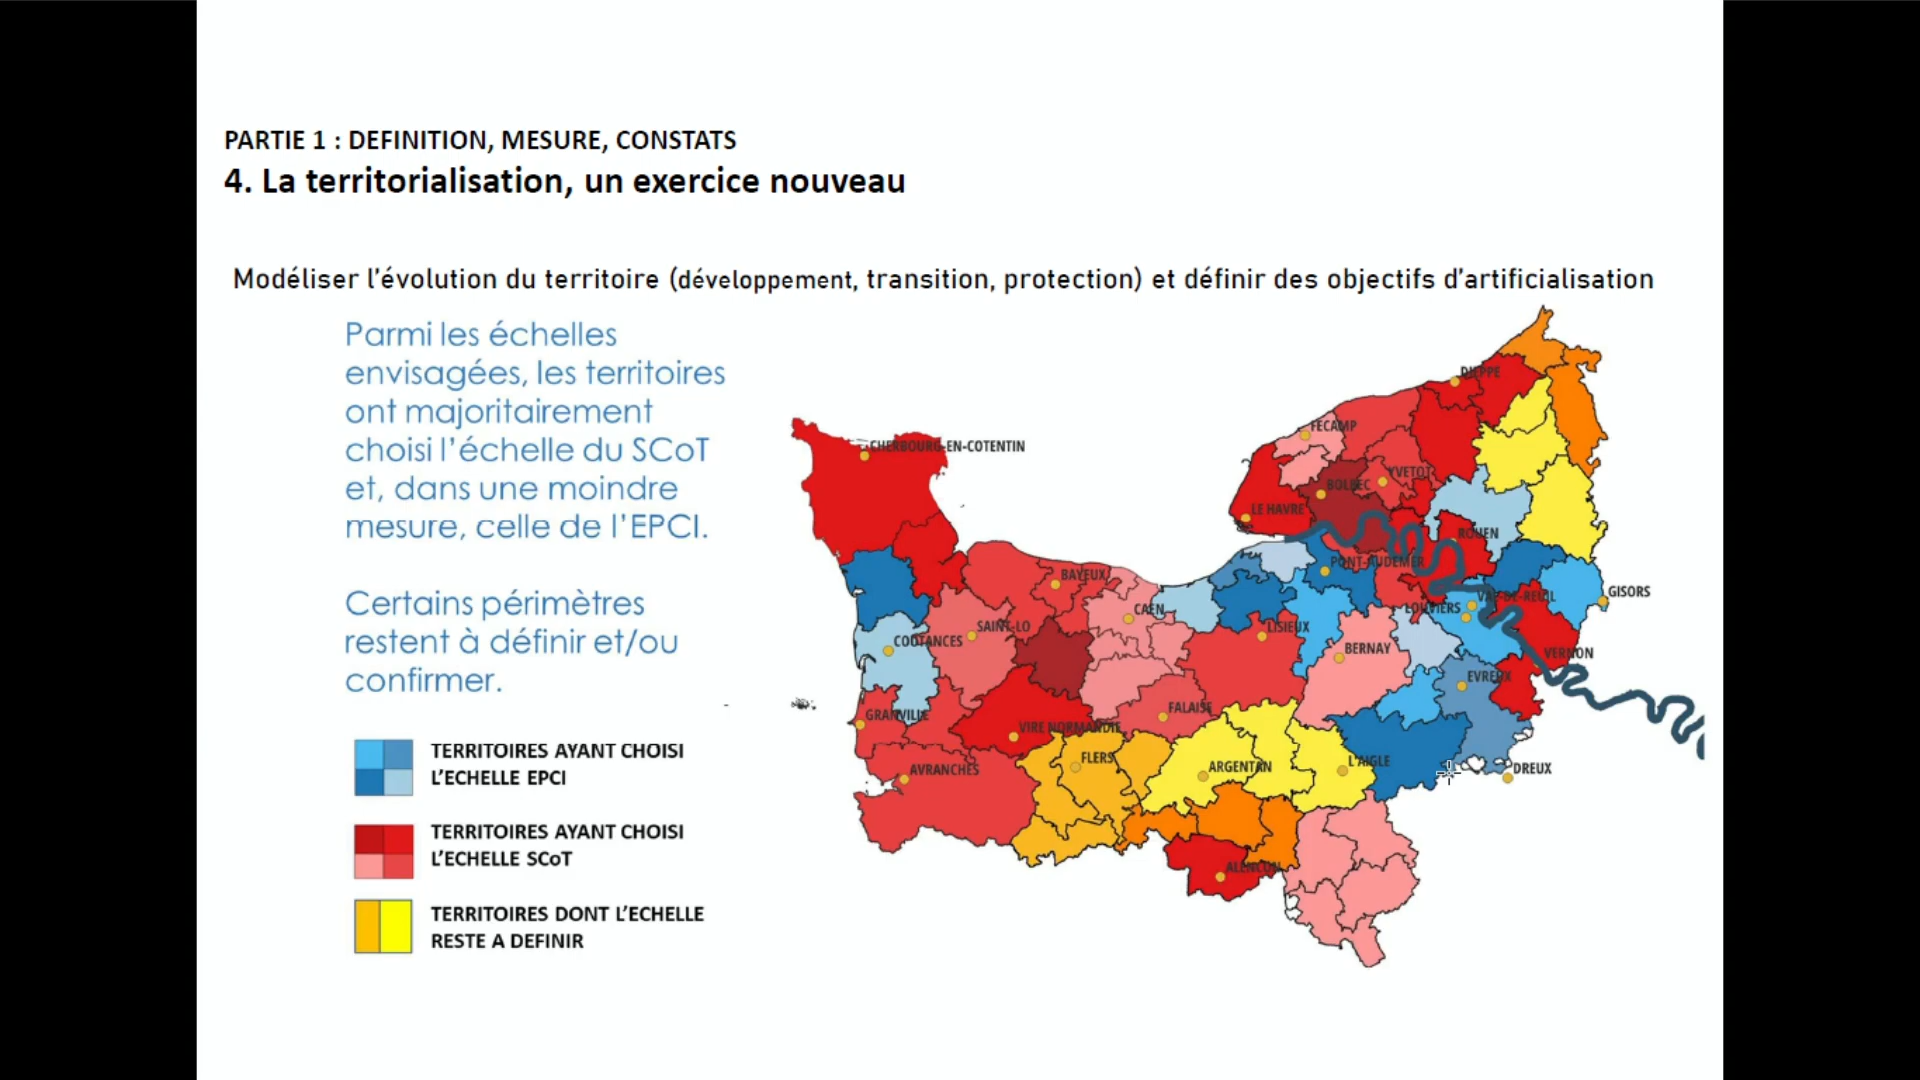 PARTIE 1 : DEFINITION, MESURE, CONSTATS
4. La territorialisation, un exercice nouveau
Modéliser l'évolution du territoire (développement, transition, protection) et définir des objectifs d'artificialisation
Parmi les échelles
envisagées, les territoires
ont majoritairement
choisi l'échelle du SCoT
et, dans une moindre
mesure, celle de l'EPCI.
Certains périmètres
restent à définir et/ou
confirmer.
TERRITOIRES AYANT CHOISI
L'ECHELLE EPCI
TERRITOIRES AYANT CHOISI
L'ECHELLE SCoT
TERRITOIRES DONT L'ECHELLE
RESTE A DEFINIR
DIEPPE
FECAMP
CHERBOURG-EN-COTENTIN
YVETOT
BOLBEC
LE HAVRE
ROUEN
PONT-AUDEMER
BAYEUX
GISORS
VAL-DE-REUIL
LOUVIERS
CAEN
SAINT-LO
LISIEUX
COUTANCES
BERNAY
VERNON
EVREUX
FALAISE
GRANVILLE
VIRE NORMANDIE
FLERS
L'AIGLE
ARGENTAN
AVRANCHES
DREUX
ALENCON